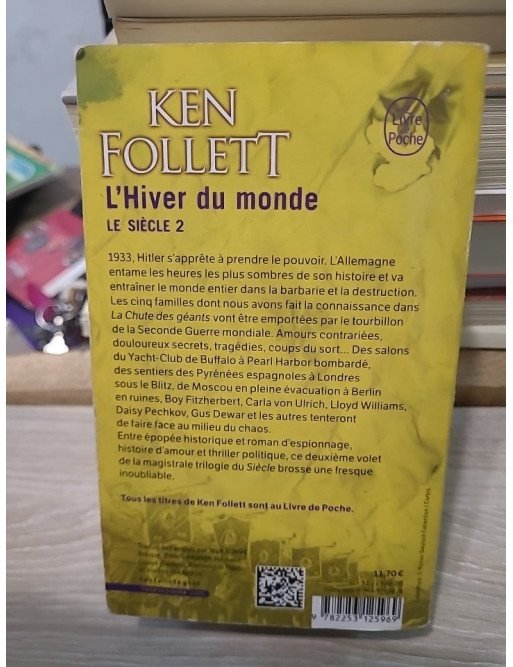 KEN
FOLLETT
Livre
Poche
L'Hiver du monde
LE SIÈCLE 2
1933, Hitler s'apprête à prendre le pouvoir. L'Allemagne
entame les heures les plus sombres de son histoire et va
entraîner le monde entier dans la barbarie et la destruction.
Les cinq familles dont nous avons fait la connaissance dans
La Chute des géants vont être emportées par le tourbillon
de la Seconde Guerre mondiale. Amours contrariées,
douloureux secrets, tragédies, coups du sort... Des salons
du Yacht-Club de Buffalo à Pearl Harbor bombardé,
des sentiers des Pyrénées espagnoles à Londres
sous le Blitz, de Moscou en pleine évacuation à Berlin
en ruines, Boy Fitzherbert, Carla von Ulrich, Lloyd Williams,
Daisy Pechkov, Gus Dewar et les autres tenteront
de faire face au milieu du chaos.
Entre épopée historique et roman d'espionnage,
histoire d'amour et thriller politique, ce deuxième volet
de la magistrale trilogie du Siècle brosse une fresque
inoubliable.
Tous les titres de Ken Follett sont au Livre de Poche.
11,70 €
9 782253 125969